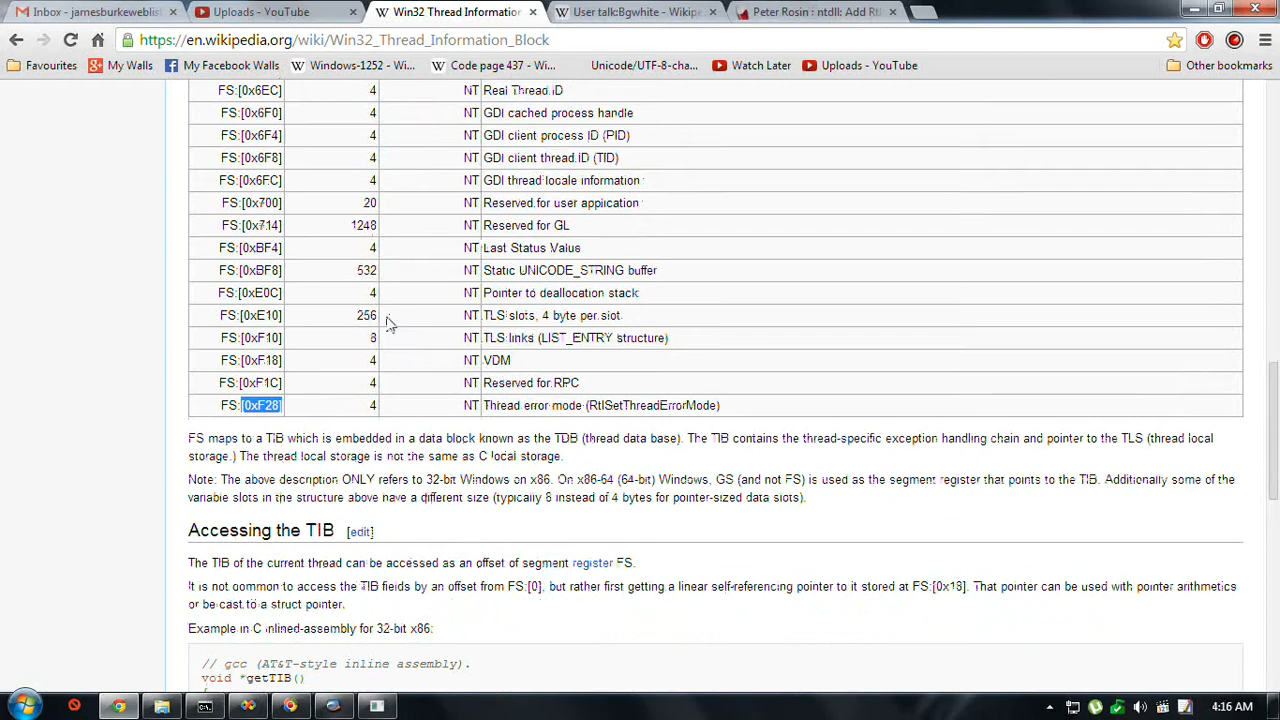 Inbox - jamesburkeweblist
Uploads - YouTube
Win32 Thread Informatio
User talk:Bgwhite - Wikipe
Peter Rosin : ntdll: Add Rtl
https://en.wikipedia.org/wiki/Win32_Thread_Information_Block
Favourites
My Walls
My Facebook Walls
Windows-1252 - Wi...
Code page 437 - Wi...
Unicode/UTF-8-cha...
Watch Later
Uploads - YouTube
Other bookmarks
FS:[0x6EC] 4 NT Real Thread ID
FS:[0x6F0] 4 NT GDI cached process handle
FS:[0x6F4] 4 NT GDI client process ID (PID)
FS:[0x6F8] 4 NT GDI client thread ID (TID)
FS:[0x6FC] 4 NT GDI thread locale information
FS:[0x700] 20 NT Reserved for user application
FS:[0x714] 1248 NT Reserved for GL
FS:[0xBF4] 4 NT Last Status Value
FS:[0xBF8] 532 NT Static UNICODE_STRING buffer
FS:[0xE0C] 4 NT Pointer to deallocation stack
FS:[0xE10] 256 NT TLS slots, 4 byte per slot
FS:[0xF10] 8 NT TLS links (LIST_ENTRY structure)
FS:[0xF18] 4 NT VDM
FS:[0xF1C] 4 NT Reserved for RPC
FS:[0xF28] 4 NT Thread error mode (RtlSetThreadErrorMode)
FS maps to a TIB which is embedded in a data block known as the TDB (thread data base). The TIB contains the thread-specific exception handling chain and pointer to the TLS (thread local
storage.) The thread local storage is not the same as C local storage.
Note: The above description ONLY refers to 32-bit Windows on x86. On x86-64 (64-bit) Windows, GS (and not FS) is used as the segment register that points to the TIB. Additionally some of the
variable slots in the structure above have a different size (typically 8 instead of 4 bytes for pointer-sized data slots).
Accessing the TIB [edit]
The TIB of the current thread can be accessed as an offset of segment register FS.
It is not common to access the TIB fields by an offset from FS:[0], but rather first getting a linear self-referencing pointer to it stored at FS:[0x18]. That pointer can be used with pointer arithmetics
or be cast to a struct pointer.
Example in C inlined-assembly for 32-bit x86:
// gcc (AT&T-style inline assembly).
void *getTIB()
{
4:16 AM